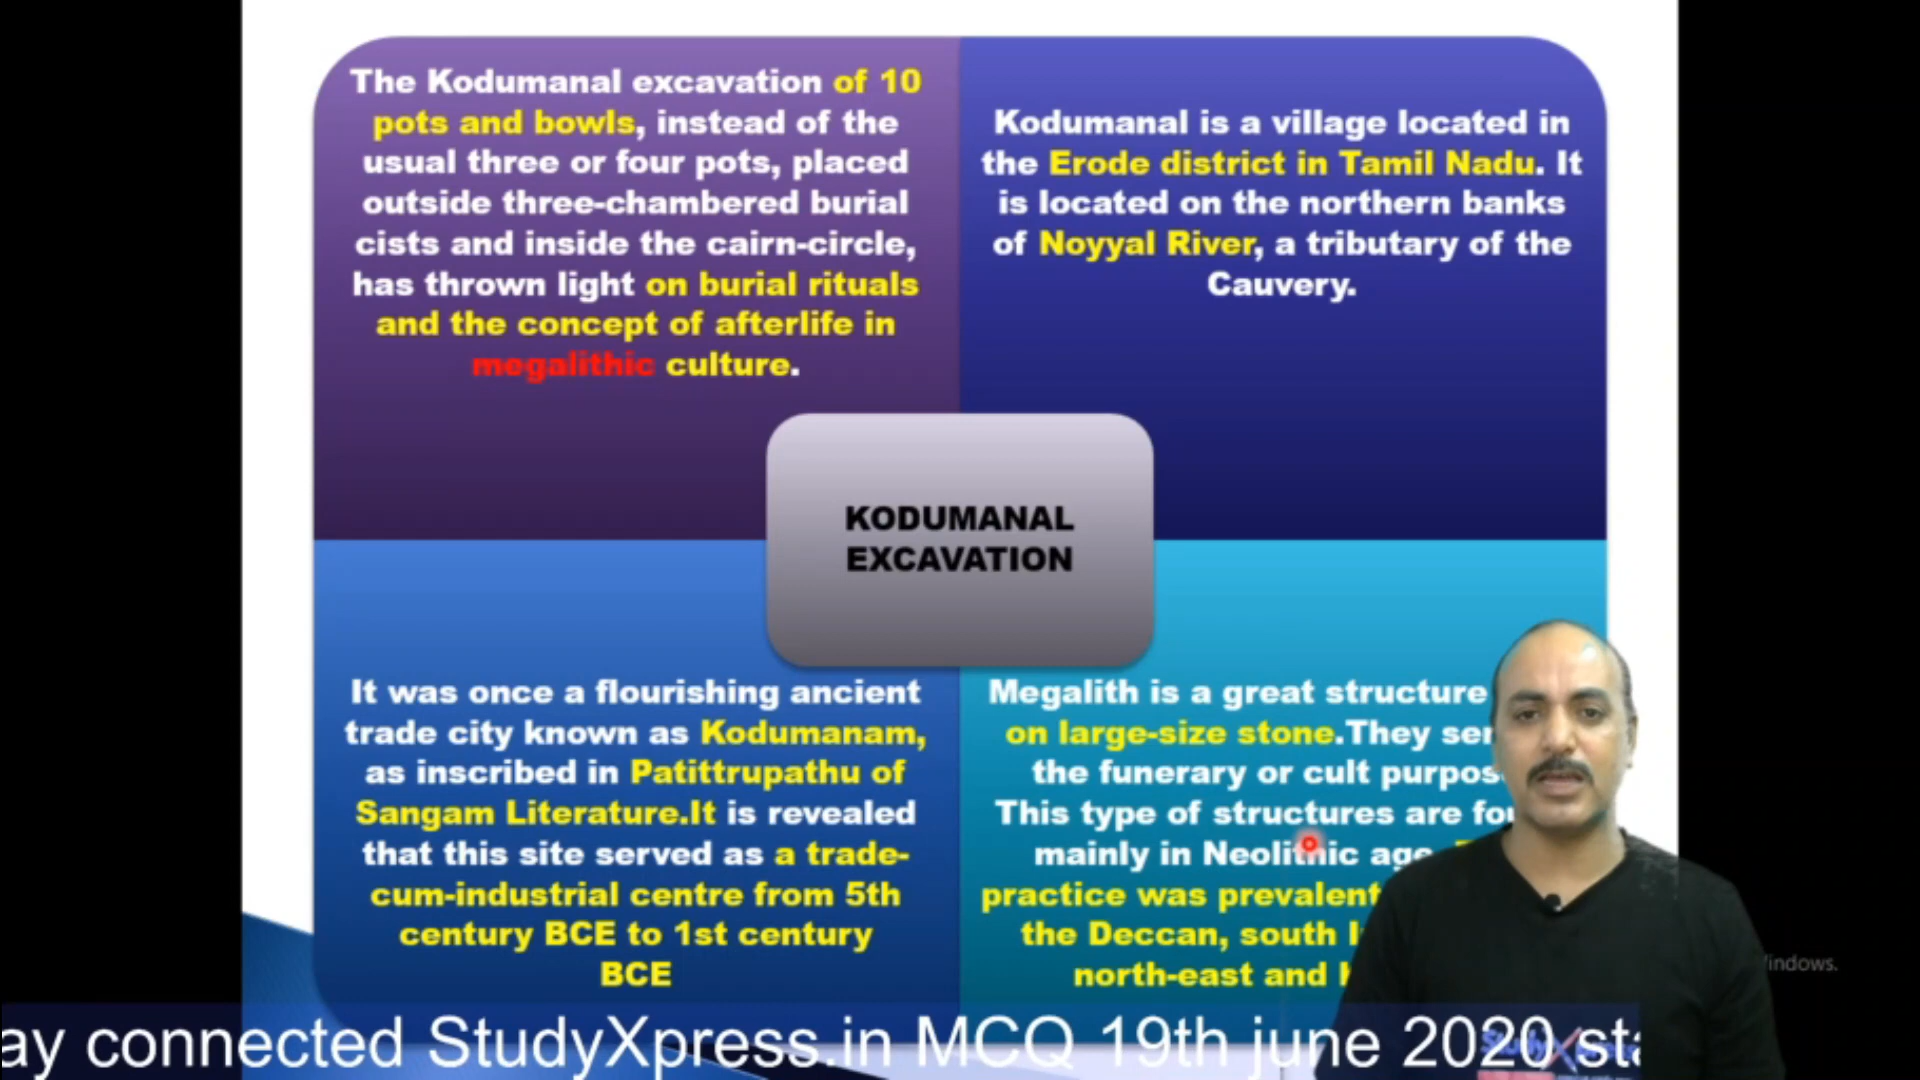 The Kodumanal excavation of 10
pots and bowls, instead of the
usual three or four pots, placed
outside three-chambered burial
cists and inside the cairn-circle,
has thrown light on burial rituals
and the concept of afterlife in
megalithic culture.
Kodumanal is a village located in
the Erode district in Tamil Nadu. It
is located on the northern banks
of Noyyal River, a tributary of the
Cauvery.
KODUMANAL
EXCAVATION
It was once a flourishing ancient
trade city known as Kodumanam,
as inscribed in Patittrupathu of
Sangam Literature.It is revealed
that this site served as a trade-
cum-industrial centre from 5th
century BCE to 1st century
BCE
Megalith is a great structure
on large-size stone.They
the funerary or cult
This type of structures are
mainly in Neolithic age.
practice was prevalent
the Deccan, south
north-east and
connected StudyXpress.in MCQ 19th june 2020